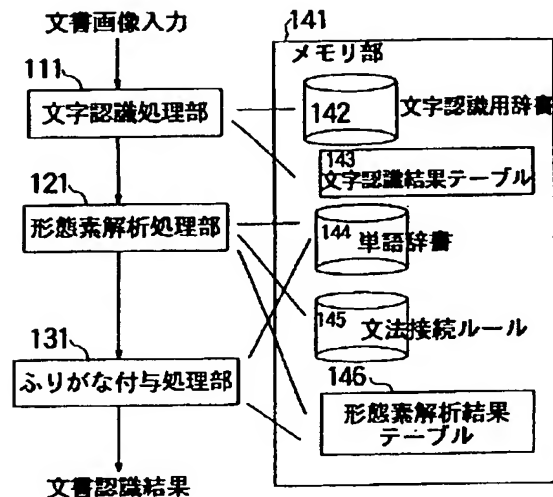 文書画像入力
111
文字認識処理部
121
形態素解析処理部
131
ふりがな付与処理部
文書認識結果
141
メモリ部
142
文字認識用辞書
143
文字認識結果テーブル
144
単語辞書
145
文法接続ルール
146
形態素解析結果
テーブル